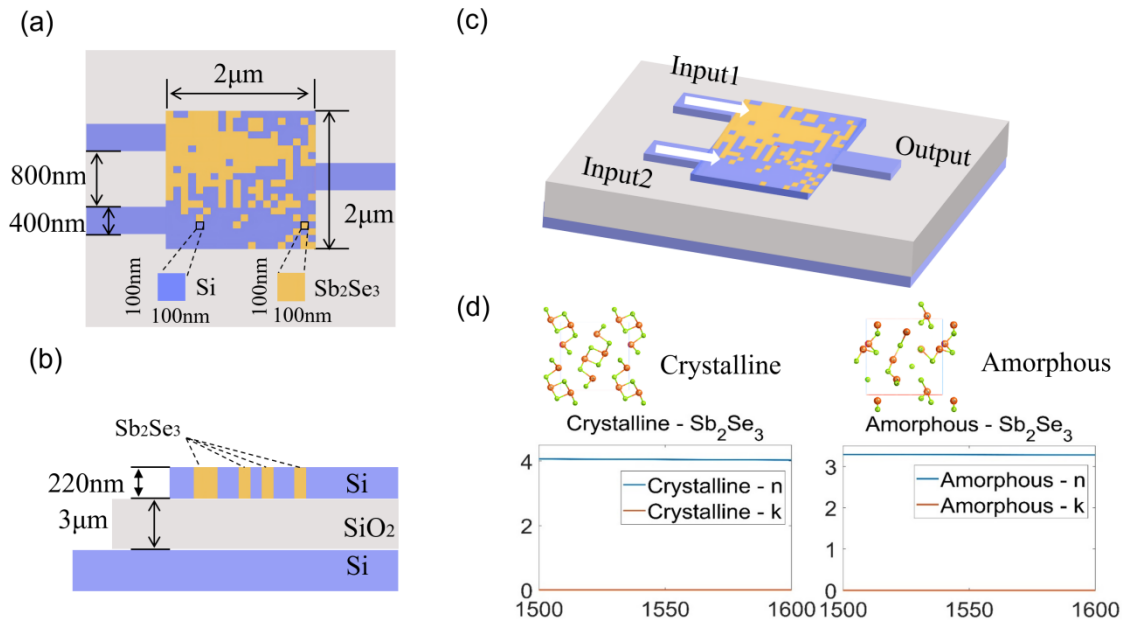 (a)
2μm
800nm
400nm
2μm
100nm
100nm
Si
100nm
100nm
Sb₂Se₃
(b)
Sb₂Se₃
220nm
Si
3μm
SiO₂
Si
(c)
Input1
Input2
Output
(d)
Crystalline
Amorphous
Crystalline - Sb₂Se₃
4
2
0
Crystalline - n
Crystalline - k
1500
1550
1600
Amorphous - Sb₂Se₃
3
2
1
0
Amorphous - n
Amorphous - k
1500
1550
1600